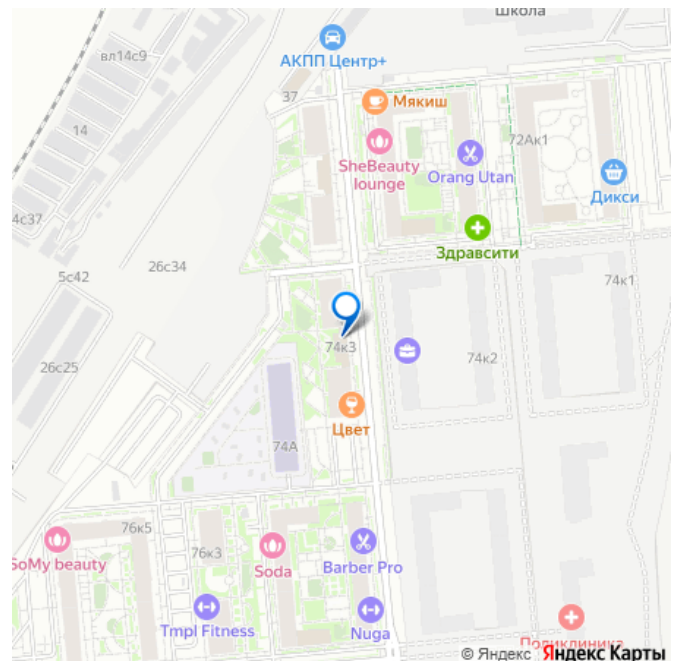 Школа
вл14с9
АКПП Центр+
37
Мякиш
14
SheBeauty
lounge
72Ак1
Orang Utan
Дикси
4с37
Здравсити
5с42
26с34
74к1
74к3
74к2
26с25
Цвет
74А
76к5
76к3
SoMy beauty
Soda
Barber Pro
Tmpl Fitness
Nuga
Поликлиника
© Яндекс Яндекс Карты